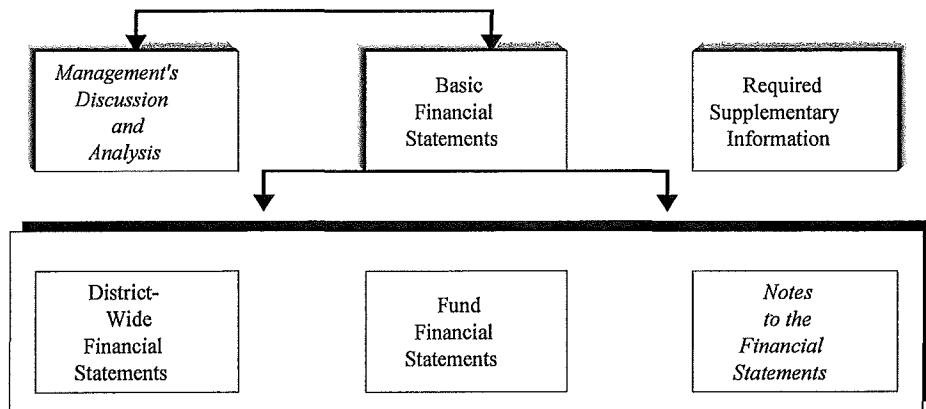 Management's
Discussion
and
Analysis
Basic
Financial
Statements
Required
Supplementary
Information
District-
Wide
Financial
Statements
Fund
Financial
Statements
Notes
to the
Financial
Statements